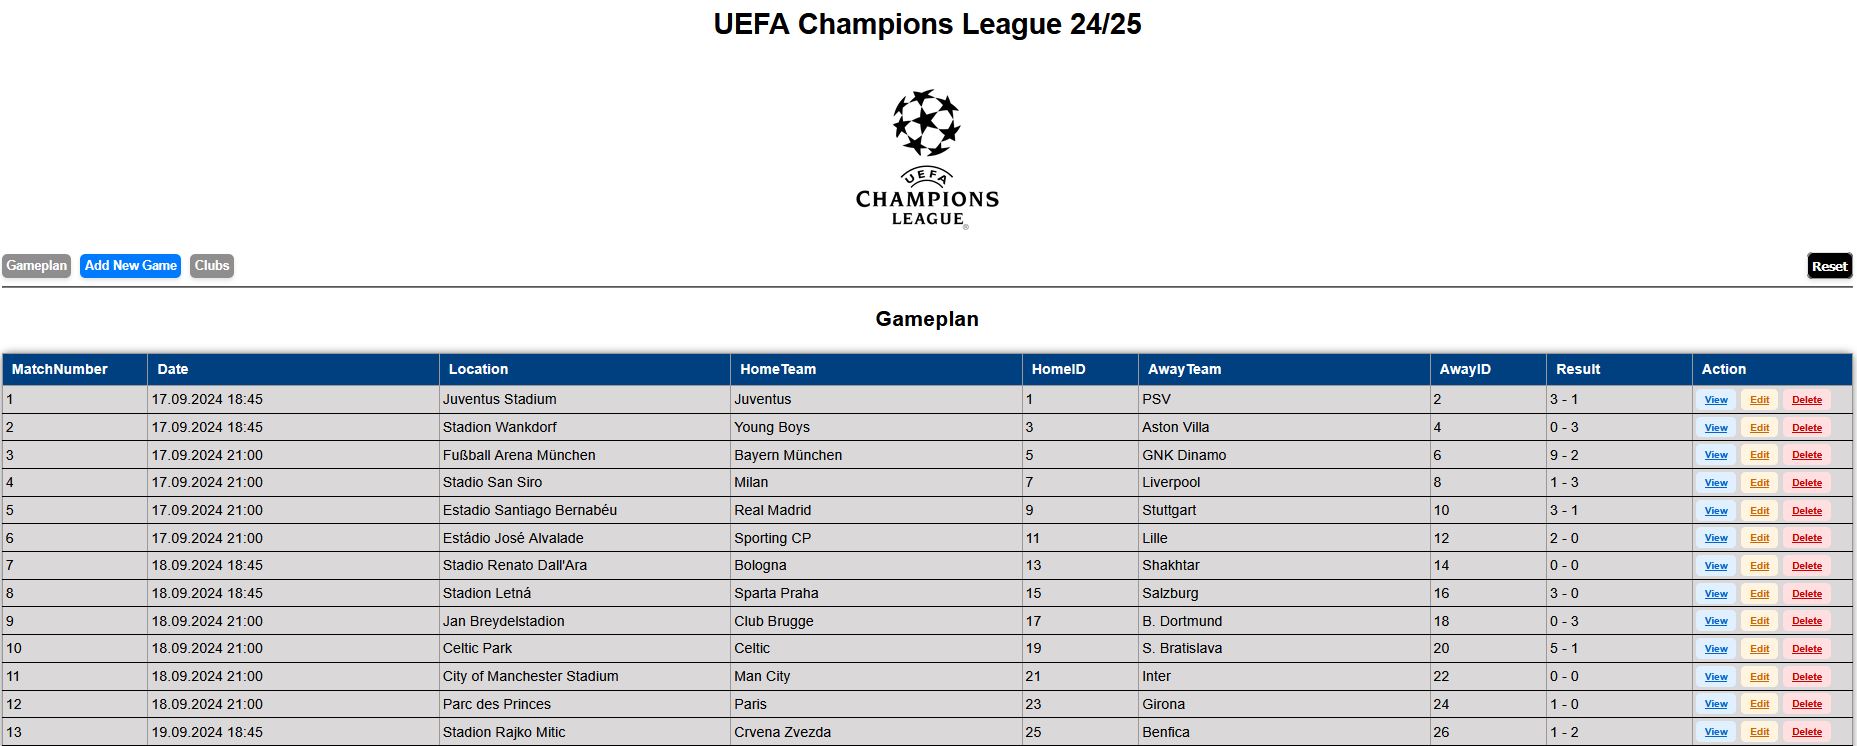 UEFA Champions League 24/25
UEFA
CHAMPIONS
LEAGUE®
Gameplan Add New Game Clubs Reset
Gameplan
MatchNumber Date Location HomeTeam HomeID AwayTeam AwayID Result Action
1 17.09.2024 18:45 Juventus Stadium Juventus 1 PSV 2 3 - 1 View Edit Delete
2 17.09.2024 18:45 Stadion Wankdorf Young Boys 3 Aston Villa 4 0 - 3 View Edit Delete
3 17.09.2024 21:00 Fußball Arena München Bayern München 5 GNK Dinamo 6 9 - 2 View Edit Delete
4 17.09.2024 21:00 Stadio San Siro Milan 7 Liverpool 8 1 - 3 View Edit Delete
5 17.09.2024 21:00 Estadio Santiago Bernabéu Real Madrid 9 Stuttgart 10 3 - 1 View Edit Delete
6 17.09.2024 21:00 Estádio José Alvalade Sporting CP 11 Lille 12 2 - 0 View Edit Delete
7 18.09.2024 18:45 Stadio Renato Dall'Ara Bologna 13 Shakhtar 14 0 - 0 View Edit Delete
8 18.09.2024 18:45 Stadion Letná Sparta Praha 15 Salzburg 16 3 - 0 View Edit Delete
9 18.09.2024 21:00 Jan Breydelstadion Club Brugge 17 B. Dortmund 18 0 - 3 View Edit Delete
10 18.09.2024 21:00 Celtic Park Celtic 19 S. Bratislava 20 5 - 1 View Edit Delete
11 18.09.2024 21:00 City of Manchester Stadium Man City 21 Inter 22 0 - 0 View Edit Delete
12 18.09.2024 21:00 Parc des Princes Paris 23 Girona 24 1 - 0 View Edit Delete
13 19.09.2024 18:45 Stadion Rajko Mitic Crvena Zvezda 25 Benfica 26 1 - 2 View Edit Delete